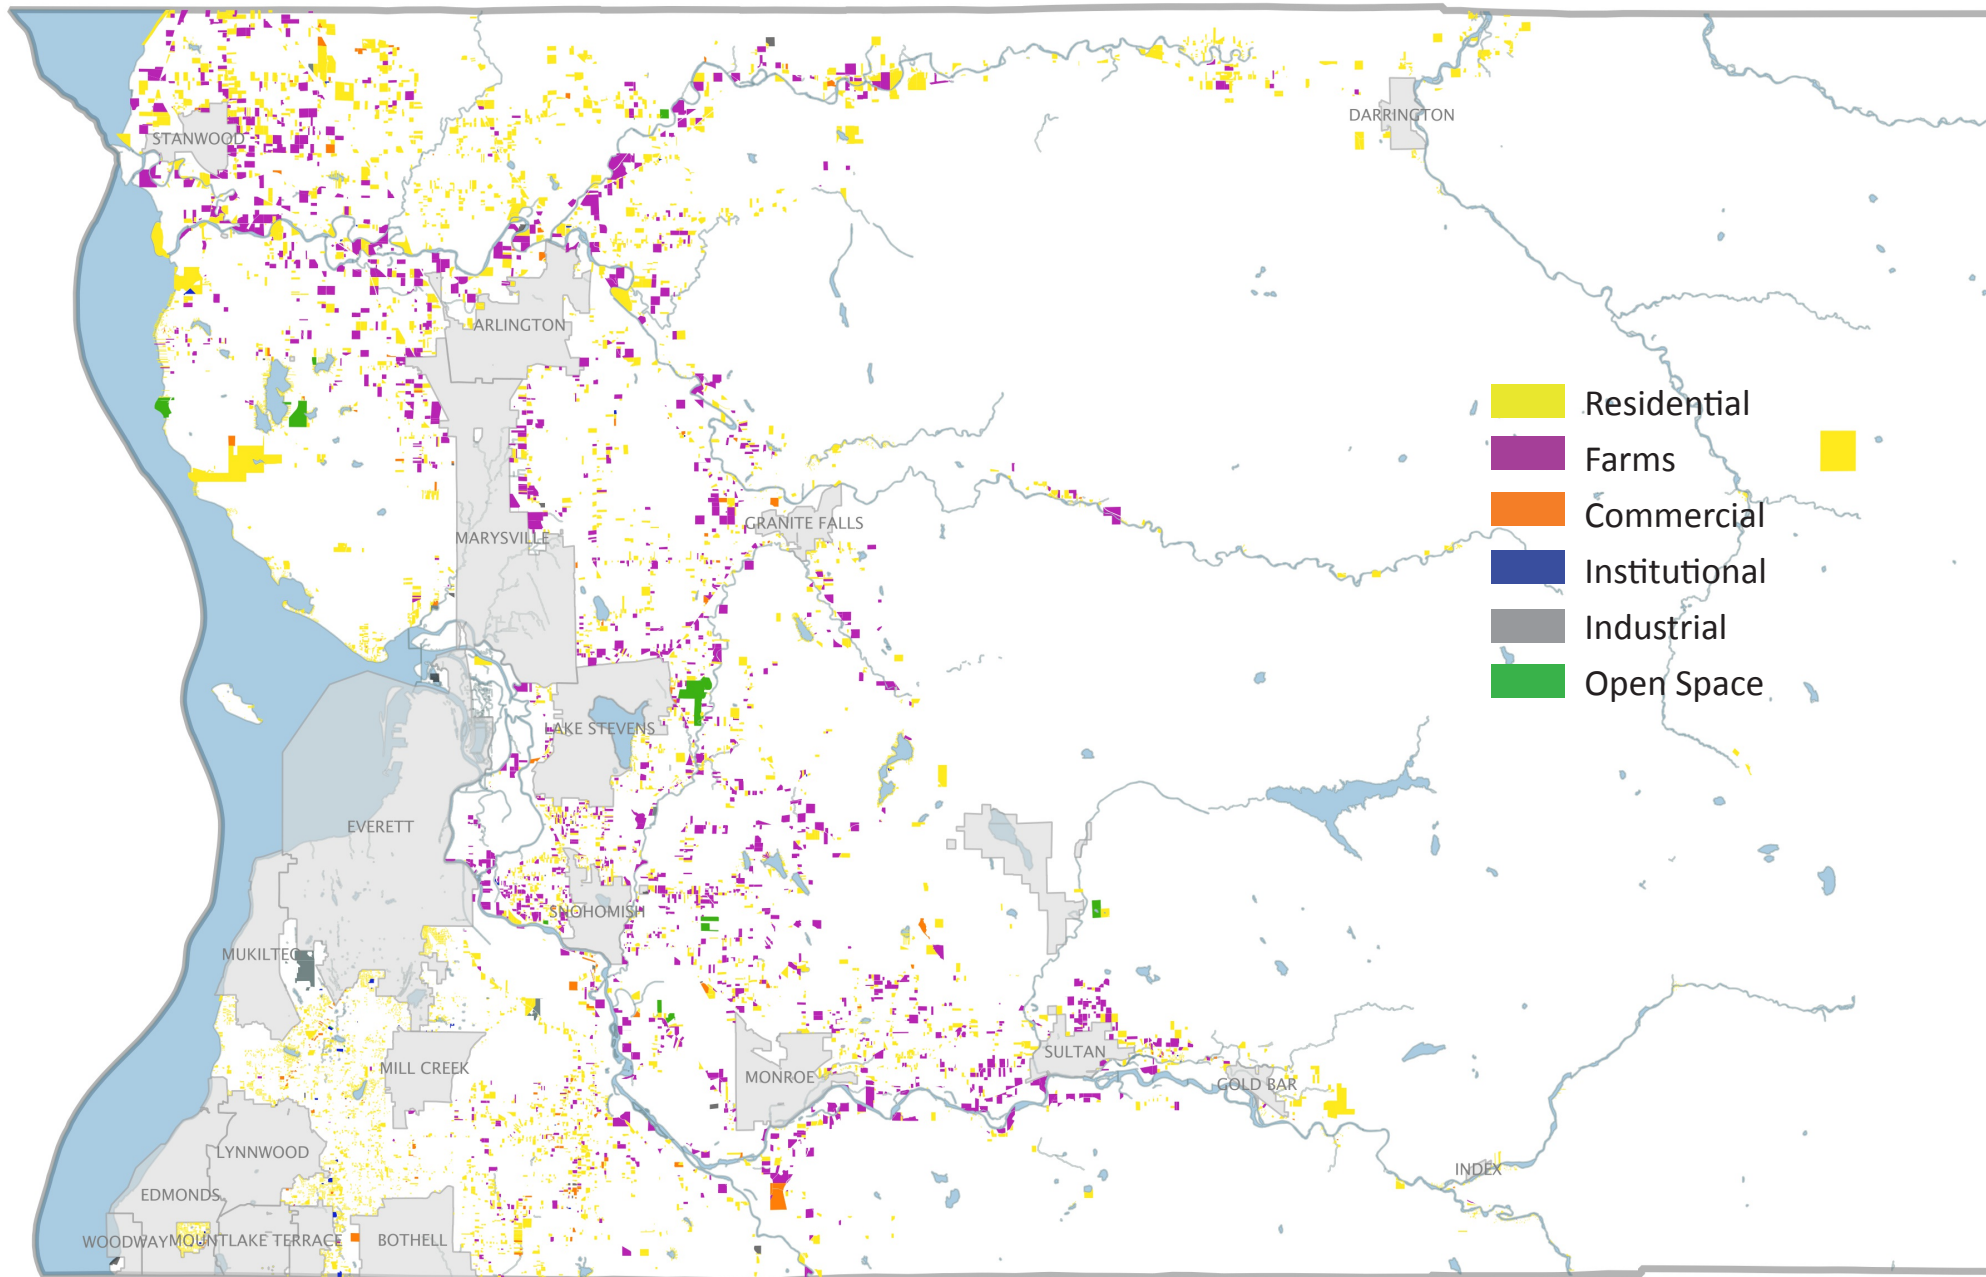 DARRINGTON
STANWOOD
ARLINGTON
Residential
Farms
Commercial
Institutional
Industrial
Open Space
GRANITE FALLS
MARYSVILLE
LAKE STEVENS
EVERETT
SNOHOMISH
MUKILTEO
SULTAN
MILL CREEK
MONROE
GOLD BAR
LYNNWOOD
INDEX
EDMONDS
WOODWAY
MOUNTLAKE TERRACE
BOTHELL